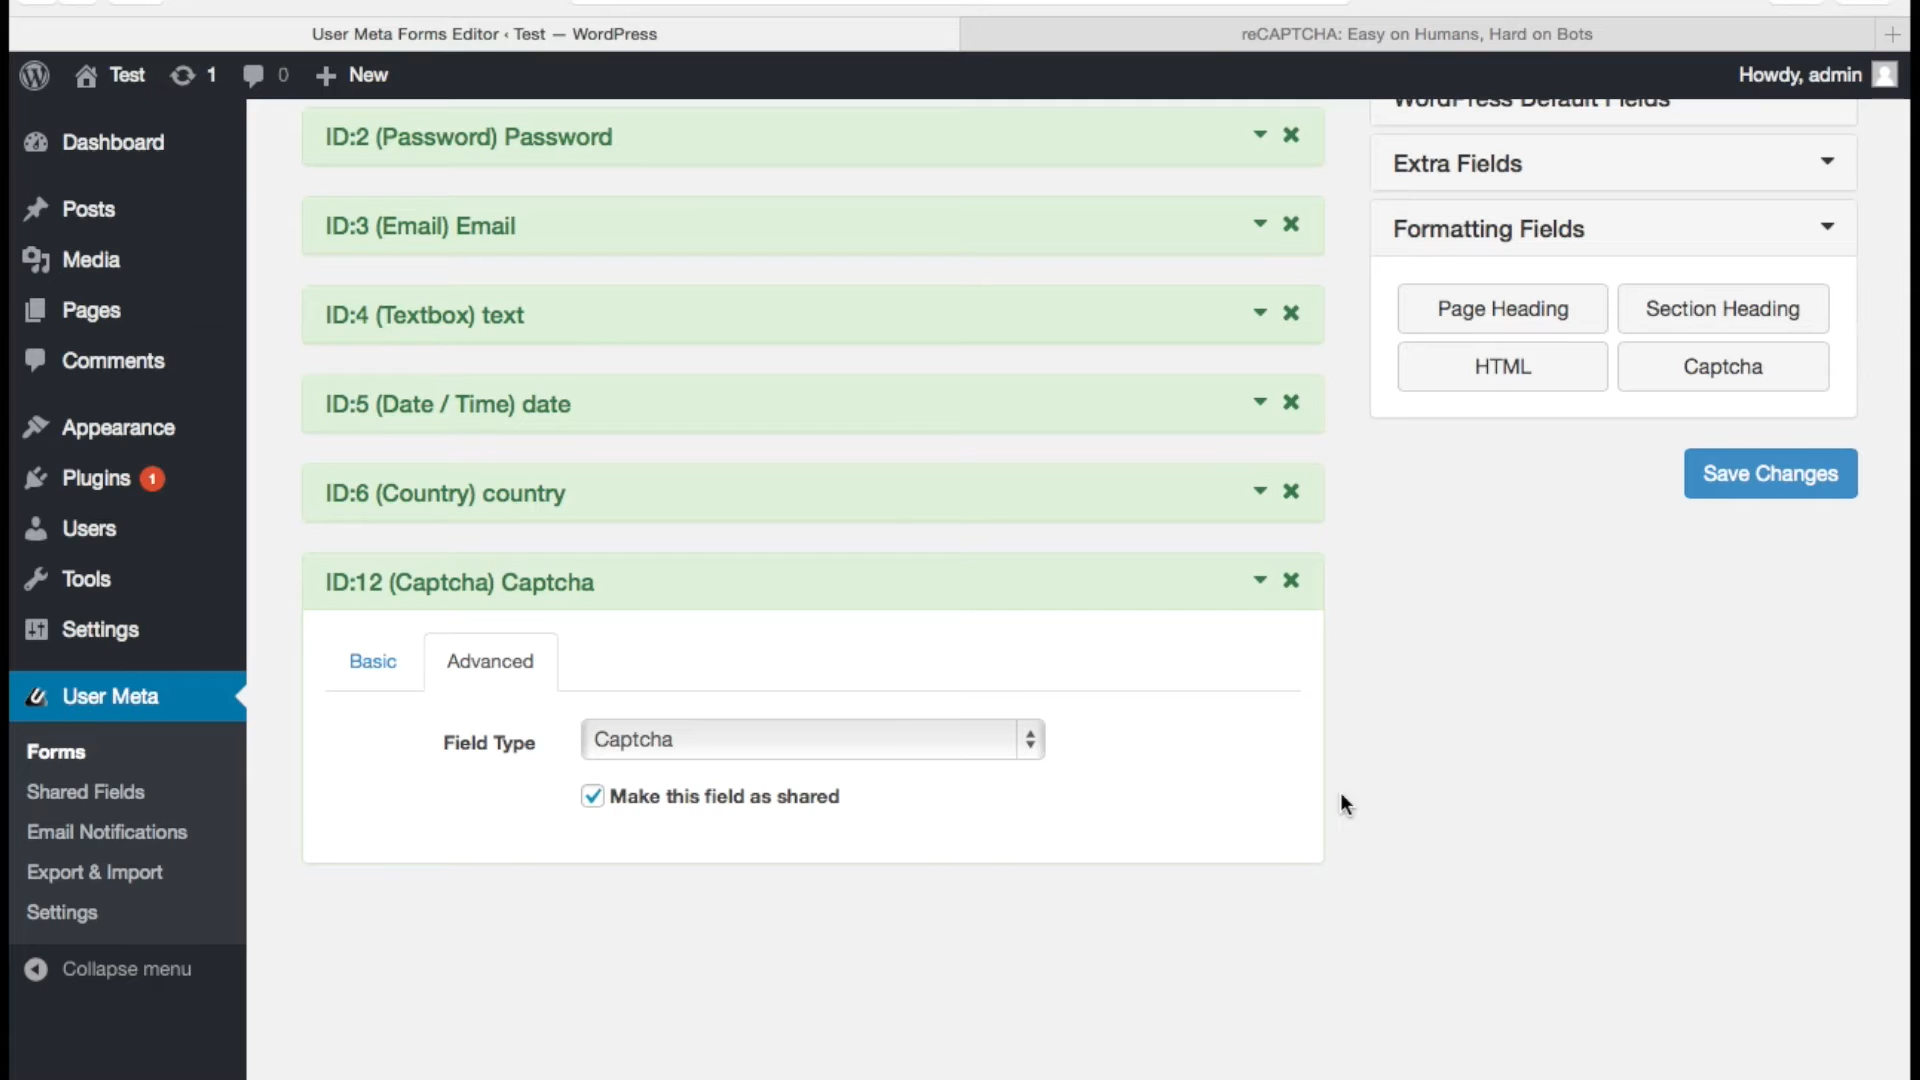 User Meta Forms Editor ‹ Test — WordPress
reCAPTCHA: Easy on Humans, Hard on Bots
Test
1
0
New
Howdy, admin
Dashboard
Posts
Media
Pages
Comments
Appearance
Plugins 1
Users
Tools
Settings
User Meta
Forms
Shared Fields
Email Notifications
Export & Import
Settings
Collapse menu
ID:2 (Password) Password
ID:3 (Email) Email
ID:4 (Textbox) text
ID:5 (Date / Time) date
ID:6 (Country) country
ID:12 (Captcha) Captcha
Basic
Advanced
Field Type
Captcha
Make this field as shared
WordPress Default Fields
Extra Fields
Formatting Fields
Page Heading
Section Heading
HTML
Captcha
Save Changes